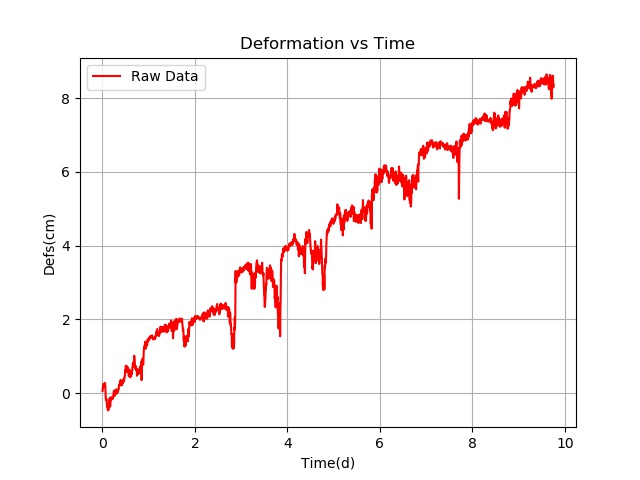 Deformation vs Time
Raw Data
Defs(cm)
8
6
4
2
0
0 2 4 6 8 10
Time(d)